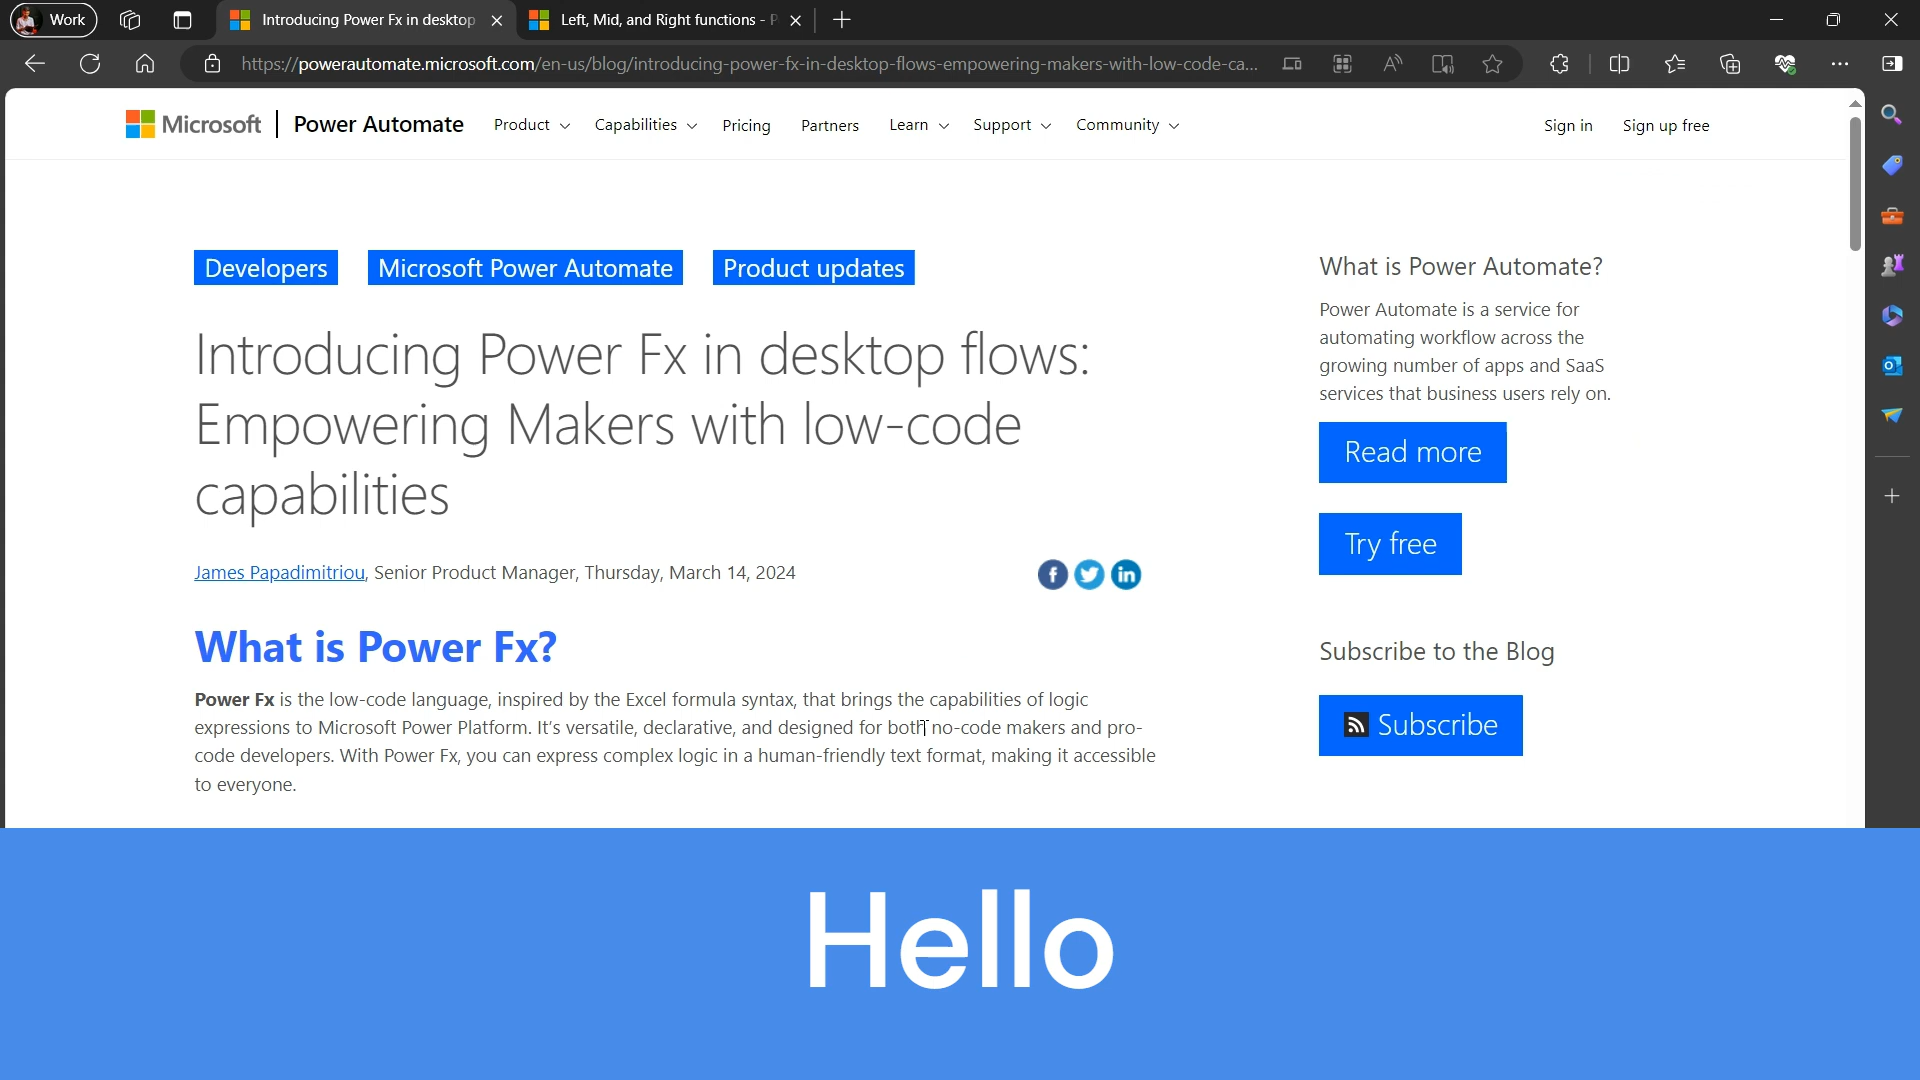 Work
Introducing Power Fx in desktop
Left, Mid, and Right functions - P
https://powerautomate.microsoft.com/en-us/blog/introducing-power-fx-in-desktop-flows-empowering-makers-with-low-code-ca...
Microsoft
Power Automate
Product
Capabilities
Pricing
Partners
Learn
Support
Community
Sign in
Sign up free
Developers
Microsoft Power Automate
Product updates
Introducing Power Fx in desktop flows:
Empowering Makers with low-code
capabilities
James Papadimitriou, Senior Product Manager, Thursday, March 14, 2024
What is Power Fx?
Power Fx is the low-code language, inspired by the Excel formula syntax, that brings the capabilities of logic
expressions to Microsoft Power Platform. It's versatile, declarative, and designed for both no-code makers and pro-
code developers. With Power Fx, you can express complex logic in a human-friendly text format, making it accessible
to everyone.
What is Power Automate?
Power Automate is a service for
automating workflow across the
growing number of apps and SaaS
services that business users rely on.
Read more
Try free
Subscribe to the Blog
Subscribe
Hello